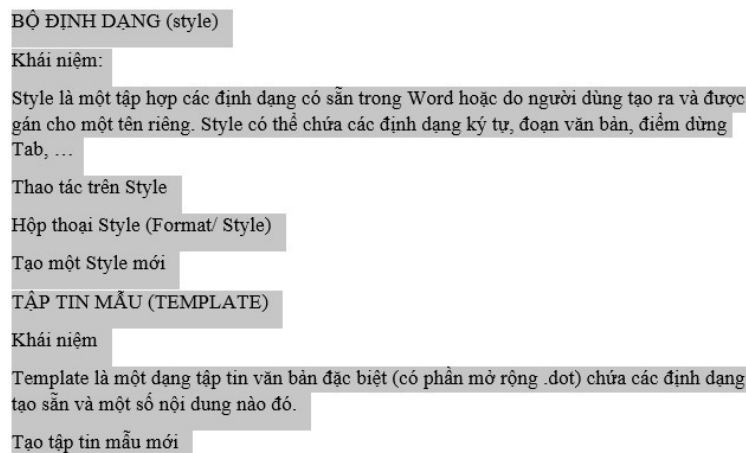 BỘ ĐỊNH DẠNG (style)
Khái niệm:
Style là một tập hợp các định dạng có sẵn trong Word hoặc do người dùng tạo ra và được
gán cho một tên riêng. Style có thể chứa các định dạng ký tự, đoạn văn bản, điểm dừng
Tab, …
Thao tác trên Style
Hộp thoại Style (Format/ Style)
Tạo một Style mới
TẬP TIN MẪU (TEMPLATE)
Khái niệm
Template là một dạng tập tin văn bản đặc biệt (có phần mở rộng .dot) chứa các định dạng
tạo sẵn và một số nội dung nào đó.
Tạo tập tin mẫu mới